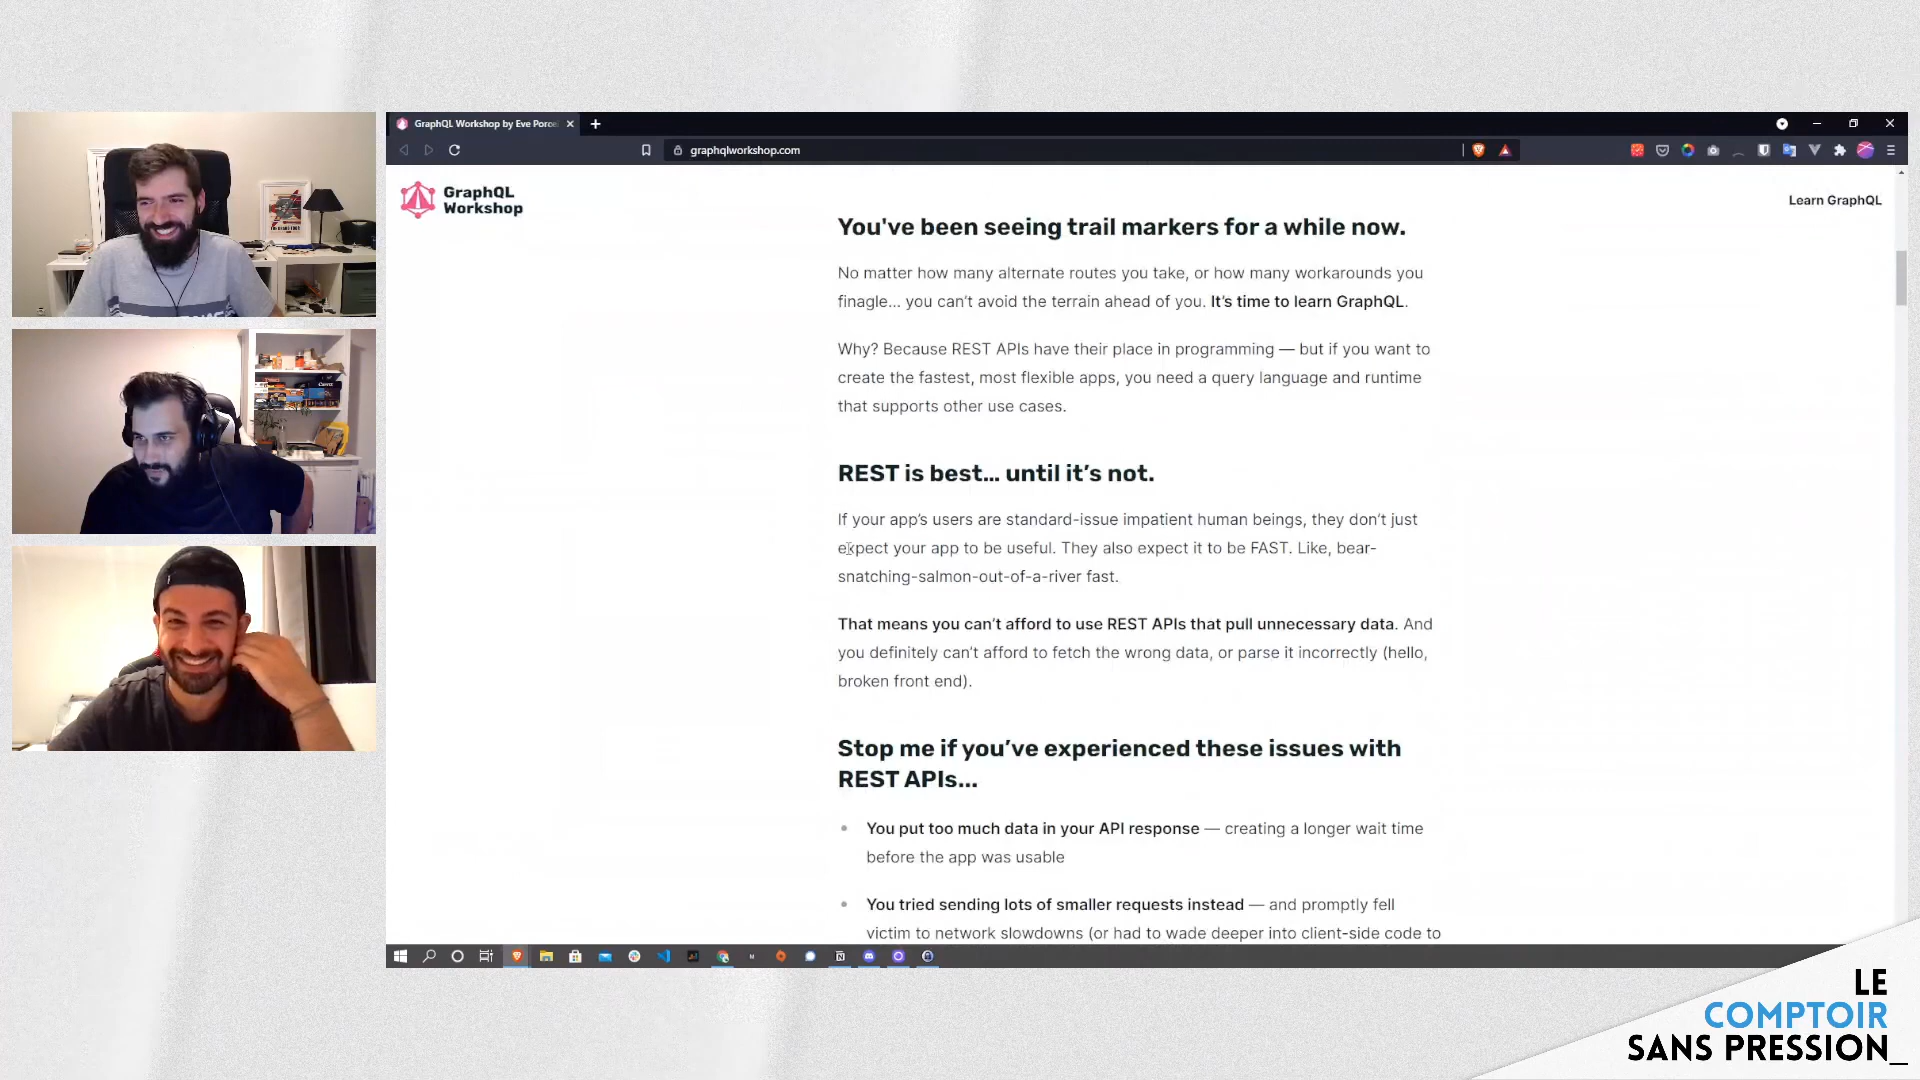 GraphQL Workshop by Eve Porce
graphqlworkshop.com
GraphQL
Workshop
Learn GraphQL
You've been seeing trail markers for a while now.
No matter how many alternate routes you take, or how many workarounds you
finagle... you can't avoid the terrain ahead of you. It's time to learn GraphQL.
Why? Because REST APIs have their place in programming — but if you want to
create the fastest, most flexible apps, you need a query language and runtime
that supports other use cases.
REST is best... until it's not.
If your app's users are standard-issue impatient human beings, they don't just
expect your app to be useful. They also expect it to be FAST. Like, bear-
snatching-salmon-out-of-a-river fast.
That means you can't afford to use REST APIs that pull unnecessary data. And
you definitely can't afford to fetch the wrong data, or parse it incorrectly (hello,
broken front end).
Stop me if you've experienced these issues with
REST APIs...
You put too much data in your API response — creating a longer wait time
before the app was usable
You tried sending lots of smaller requests instead — and promptly fell
victim to network slowdowns (or had to wade deeper into client-side code to
LE
COMPTOIR
SANS PRESSION_